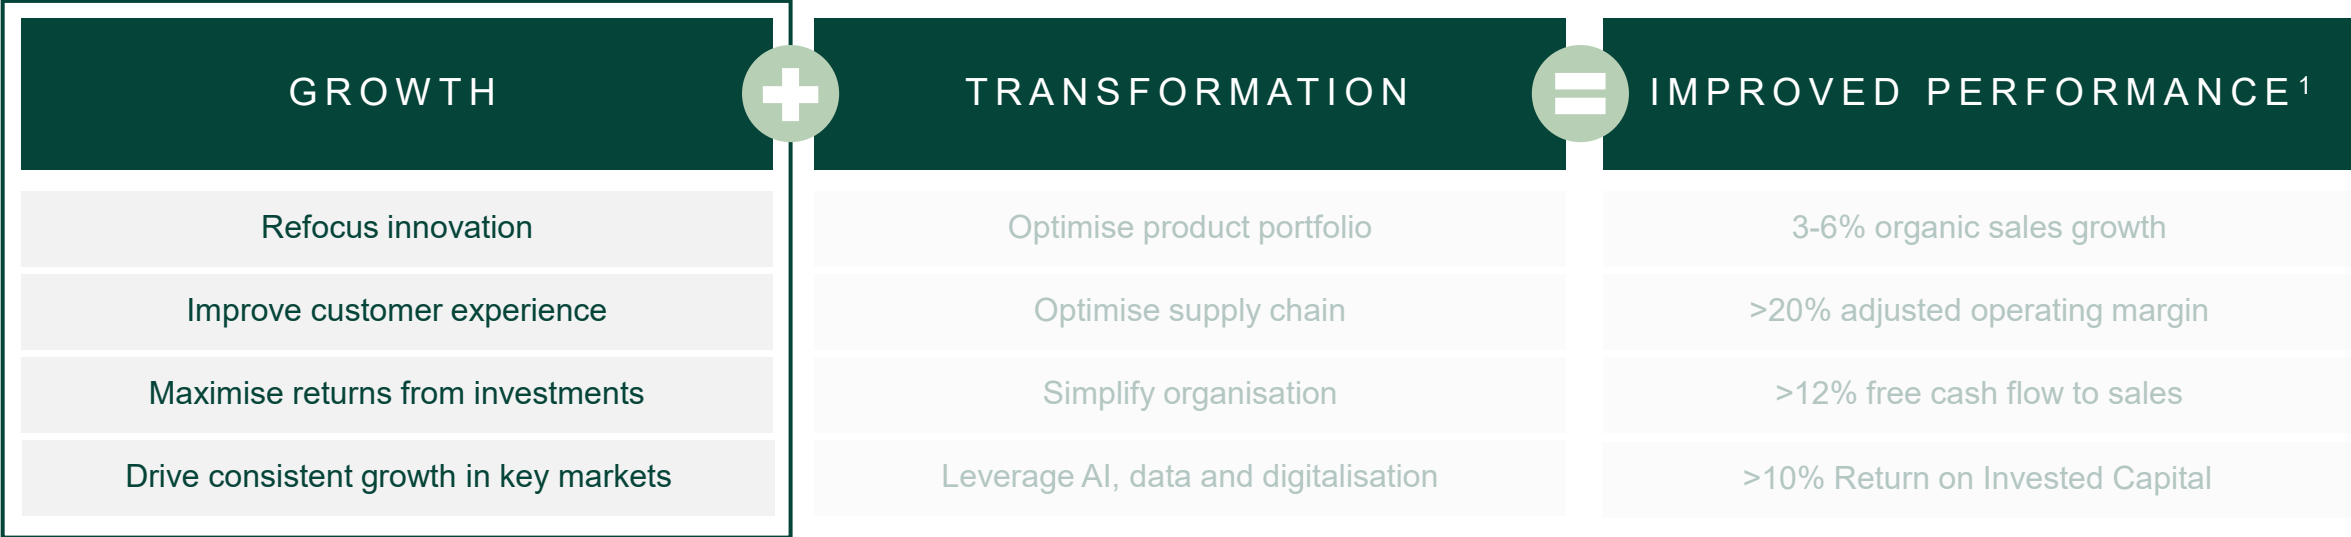 GROWTH
Refocus innovation
Improve customer experience
Maximise returns from investments
Drive consistent growth in key markets
TRANSFORMATION
Optimise product portfolio
Optimise supply chain
Simplify organisation
Leverage AI, data and digitalisation
IMPROVED PERFORMANCE¹
3-6% organic sales growth
>20% adjusted operating margin
>12% free cash flow to sales
>10% Return on Invested Capital